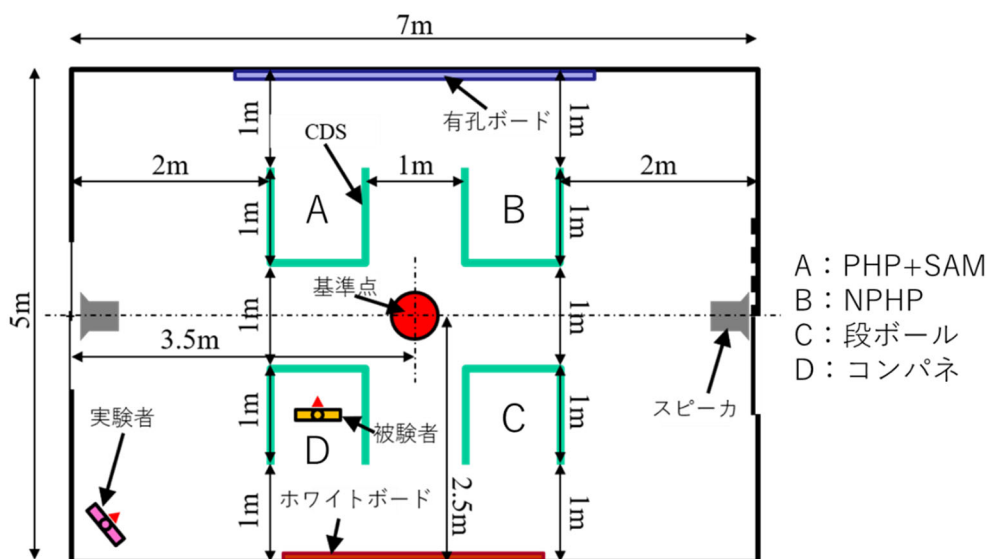 7m
有孔ボード
1m
1m
CDS
2m
1m
2m
A
B
1m
1m
A：PHP+SAM
B：NPHP
C：段ボール
D：コンパネ
基準点
5m
1m
1m
3.5m
スピーカ
実験者
1m
被験者
1m
C
D
ホワイトボード
2.5m
1m
1m